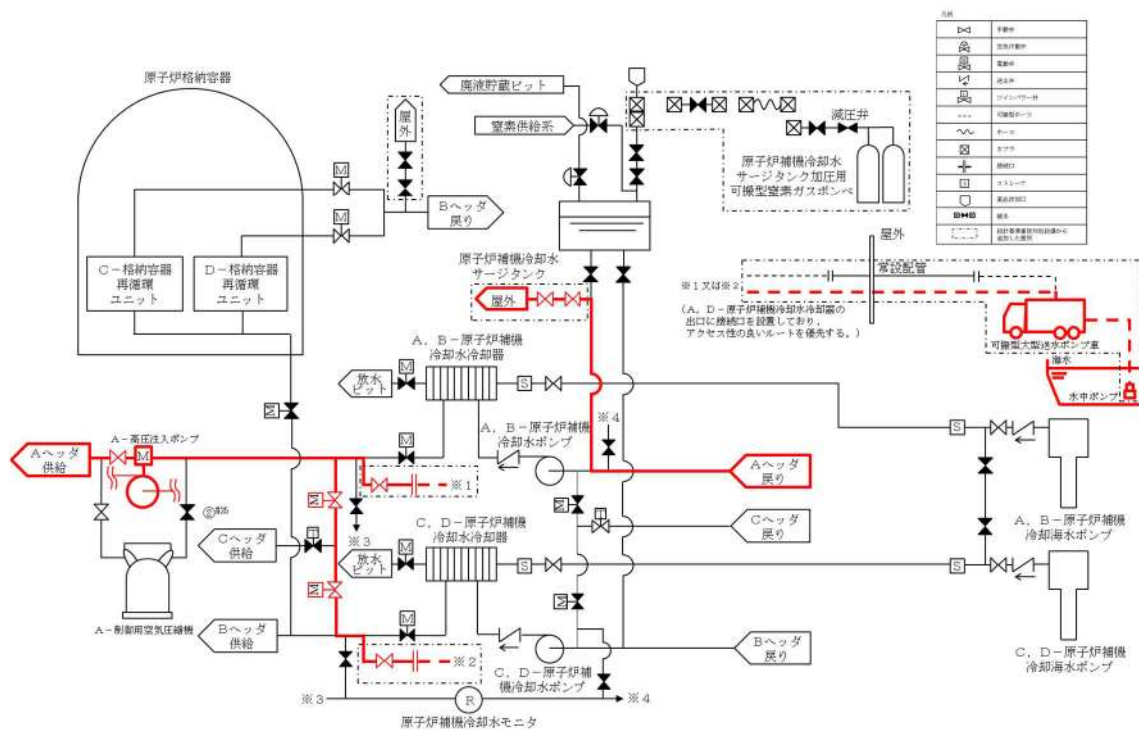 凡例
手動弁
空気作動弁
電動弁
逆止弁
ツインパワー弁
可搬型ホース
ホース
カプラ
接続口
S
ストレーナ
薬品添加口
原子炉格納容器
廃液貯蔵ピット
窒素供給系
屋外
減圧弁
原子炉補機冷却水
サージタンク加圧用
可搬型窒素ガスボンベ
M
M
Bヘッダ
戻り
C-格納容器
再循環
ユニット
D-格納容器
再循環
ユニット
原子炉補機冷却水
サージタンク
屋外
屋外
常設配管
※1又は※2
(A,D-原子炉補機冷却水冷却器の
出口に接続口を設置しており、
アクセス性の良いルートを優先する。)
可搬型大型送水ポンプ車
海水
水中ポンプ
A,B-原子炉補機
冷却水冷却器
放水
ピット
M
S
M
※4
A-高圧注入ポンプ
A,B-原子炉補機
冷却水ポンプ
S
Aヘッダ
供給
M
M
Aヘッダ
戻り
※1
M
M
A,B-原子炉補機
冷却海水ポンプ
T
T
Cヘッダ
戻り
※3
C,D-原子炉補機
冷却水冷却器
Cヘッダ
供給
放水
ピット
M
S
S
M
M
A-制御用空気圧縮機
Bヘッダ
供給
M
Bヘッダ
戻り
※2
C,D-原子炉補
機冷却水ポンプ
C,D-原子炉補機
冷却海水ポンプ
※3
R
※4
原子炉補機冷却水モニタ